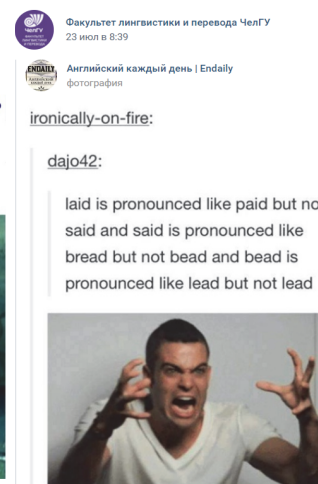 Факультет лингвистики и перевода ЧелГУ
23 июл в 8:39
ЧелГУ
ENDAILY
Английский каждый день | Endaily
фотография
ironically-on-fire:
dajo42:
laid is pronounced like paid but no
said and said is pronounced like
bread but not bead and bead is
pronounced like lead but not lead